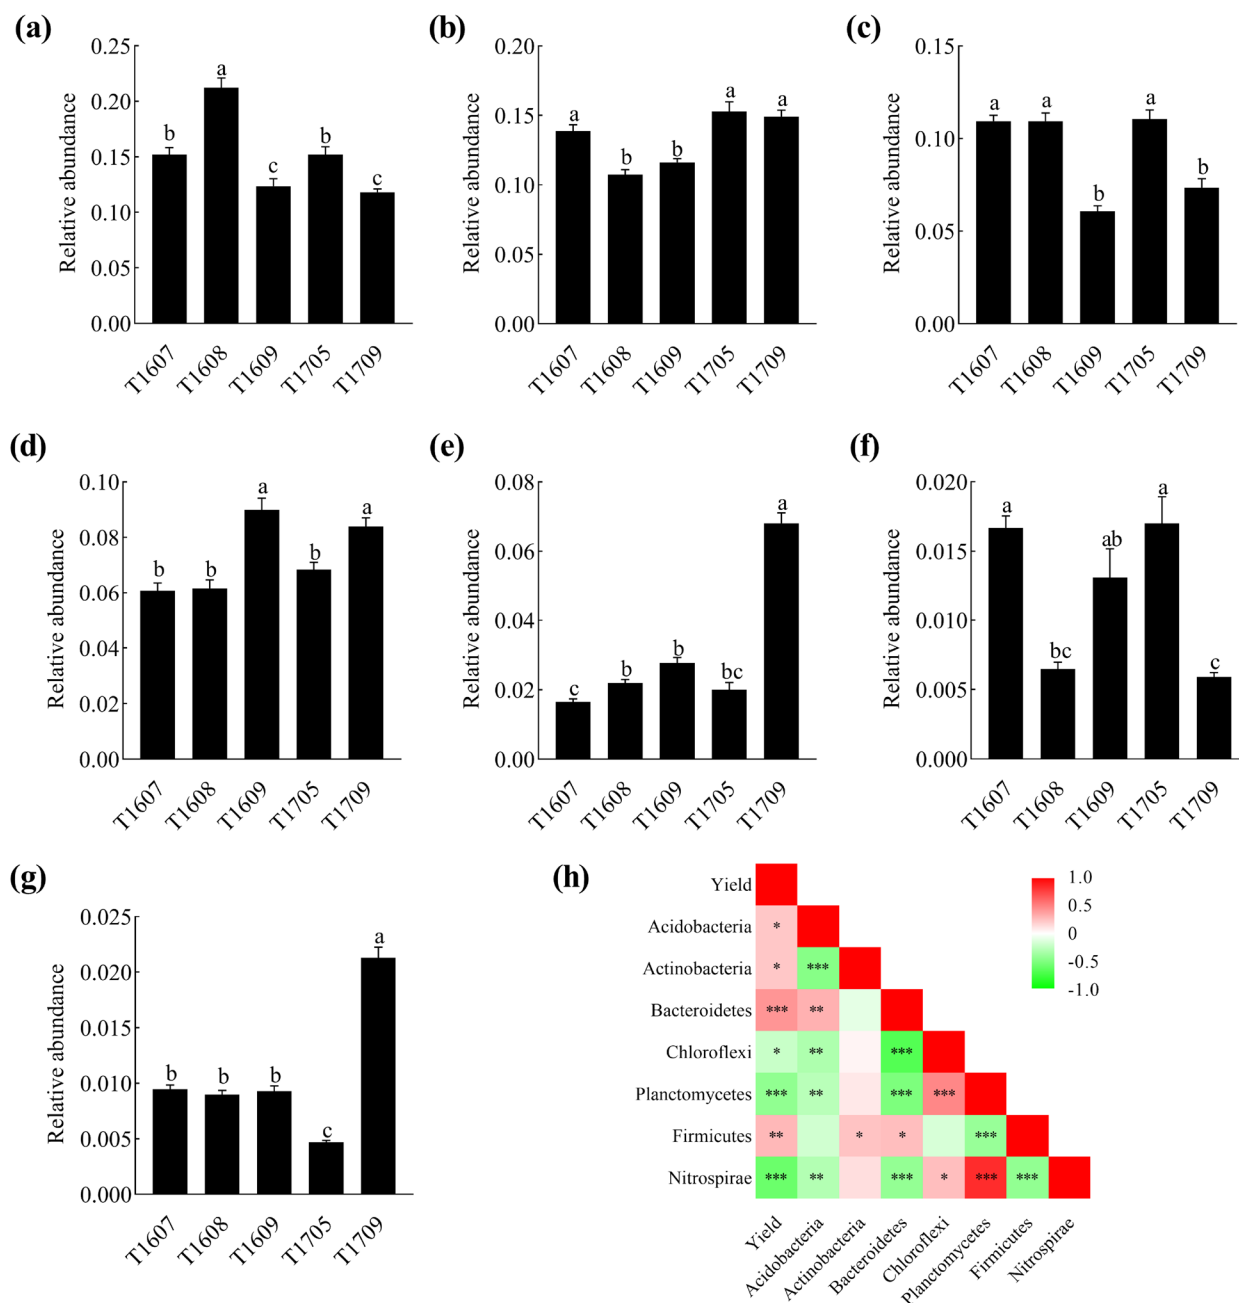 (a)
Relative abundance
0.25
0.20
0.15
0.10
0.05
0.00
b
a
c
b
c
T1607
T1608
T1609
T1705
T1709
(b)
Relative abundance
0.20
0.15
0.10
0.05
0.00
a
b
b
a
a
T1607
T1608
T1609
T1705
T1709
(c)
Relative abundance
0.15
0.10
0.05
0.00
a
a
b
a
b
T1607
T1608
T1609
T1705
T1709
(d)
Relative abundance
0.10
0.08
0.06
0.04
0.02
0.00
b
b
a
b
a
T1607
T1608
T1609
T1705
T1709
(e)
Relative abundance
0.08
0.06
0.04
0.02
0.00
c
b
b
bc
a
T1607
T1608
T1609
T1705
T1709
(f)
Relative abundance
0.020
0.015
0.010
0.005
0.000
a
bc
ab
a
c
T1607
T1608
T1609
T1705
T1709
(g)
Relative abundance
0.025
0.020
0.015
0.010
0.005
0.000
b
b
b
c
a
T1607
T1608
T1609
T1705
T1709
(h)
Yield
Acidobacteria *
Actinobacteria * ***
Bacteroidetes *** **
Chloroflexi * ** ***
Planctomycetes *** ** *** ***
Firmicutes ** * * ***
Nitrospirae *** ** *** * *** ***
Yield
Acidobacteria
Actinobacteria
Bacteroidetes
Chloroflexi
Planctomycetes
Firmicutes
Nitrospirae
1.0
0.5
0
-0.5
-1.0